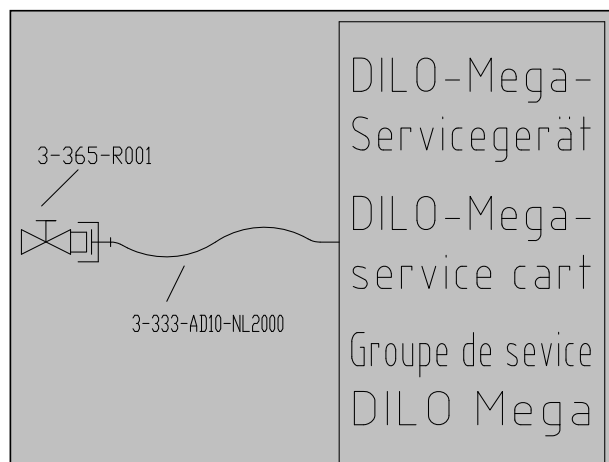 3-365-R001
3-333-AD10-NL2000
DILO-Mega-
Servicegerät
DILO-Mega-
service cart
Groupe de sevice
DILO Mega